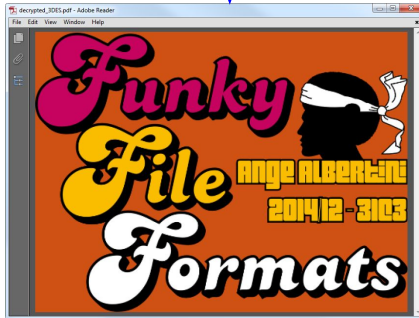 decrypted_3DES.pdf - Adobe Reader
File Edit View Window Help
Funky
File
Ange Albertini
2014/12 - 31C3
Formats